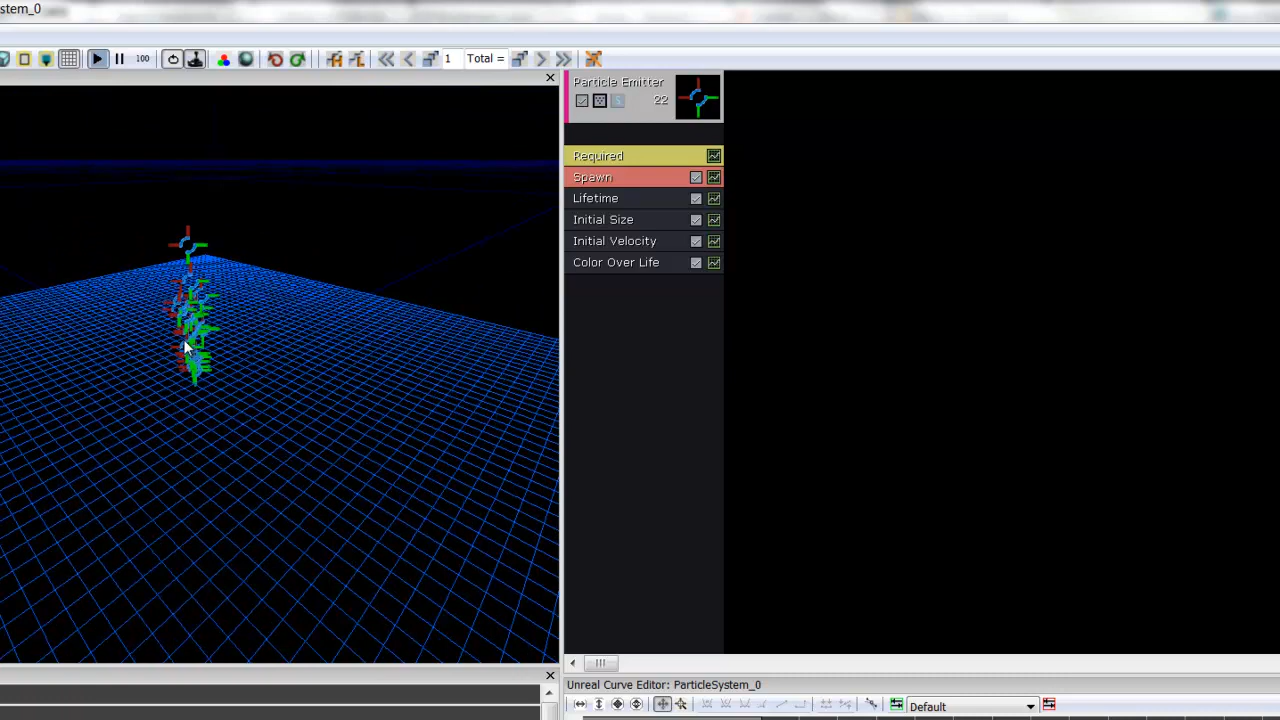 stem_0
100
1
Total =
Particle Emitter
S
22
Required
Spawn
Lifetime
Initial Size
Initial Velocity
Color Over Life
Unreal Curve Editor: ParticleSystem_0
Default